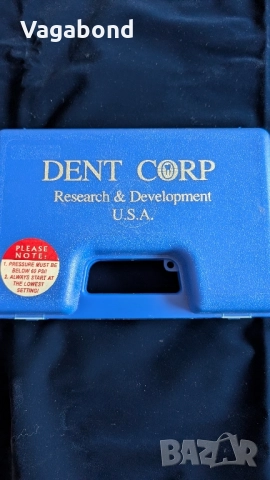 Vagabond
DENT CORP
Research & Development
U.S.A.
PLEASE
NOTE:
1. PRESSURE MUST BE
BELOW 60 PSI!
2. ALWAYS START AT
THE LOWEST
SETTING!
BAZAR